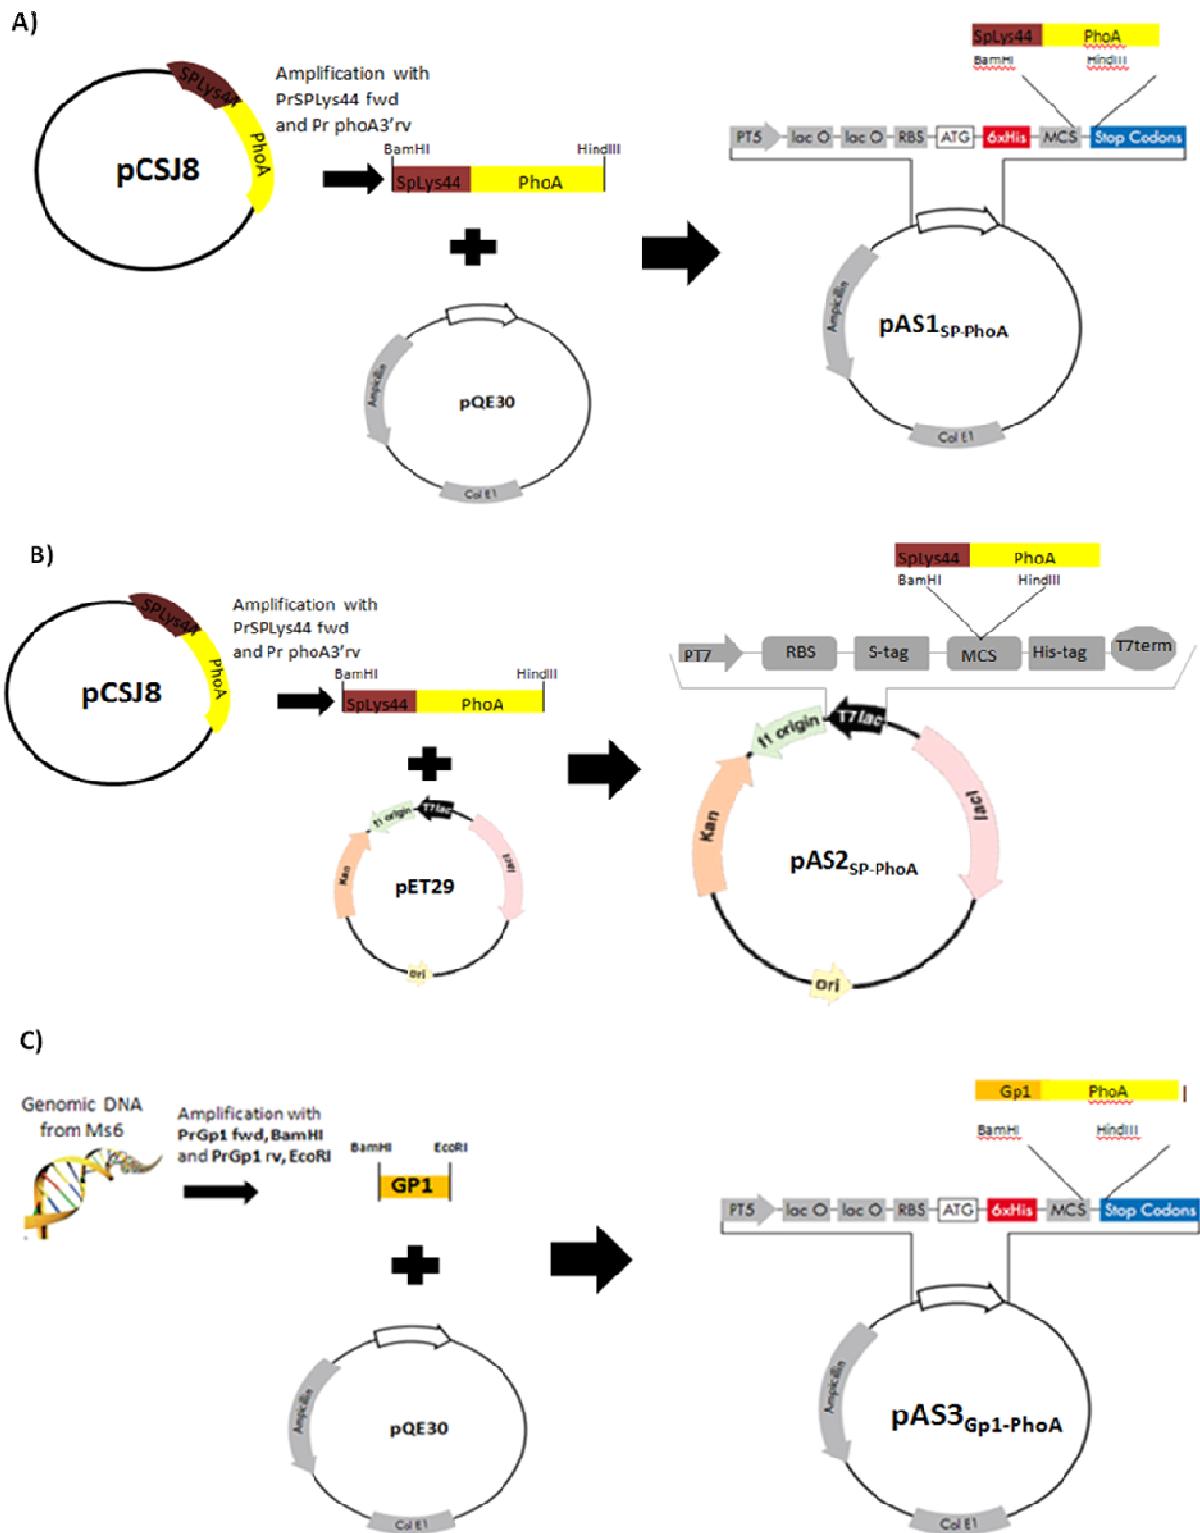 A)
SPLys44
PhoA
pCSJ8
Amplification with
PrSPLys44 fwd
and Pr phoA3'rv
BamHI
HindIII
SpLys44
PhoA
Ampicillin
pQE30
Col E1
SpLys44
PhoA
BamHI
HindIII
PT5
lac O
lac O
RBS
ATG
6xHis
MCS
Stop Codons
Ampicillin
pAS1SP-PhoA
Col E1
B)
SPLys44
PhoA
pCSJ8
Amplification with
PrSPLys44 fwd
and Pr phoA3'rv
BamHI
HindIII
SpLys44
PhoA
f1 origin
T7lac
Kan
lacI
pET29
ori
SpLys44
PhoA
BamHI
HindIII
PT7
RBS
S-tag
MCS
His-tag
T7term
f1 origin
T7lac
Kan
lacI
pAS2SP-PhoA
ori
C)
Genomic DNA
from Ms6
Amplification with
PrGp1 fwd, BamHI
and PrGp1 rv, EcoRI
BamHI
EcoRI
GP1
Ampicillin
pQE30
Col E1
Gp1
PhoA
BamHI
HindIII
PT5
lac O
lac O
RBS
ATG
6xHis
MCS
Stop Codons
Ampicillin
pAS3Gp1-PhoA
Col E1